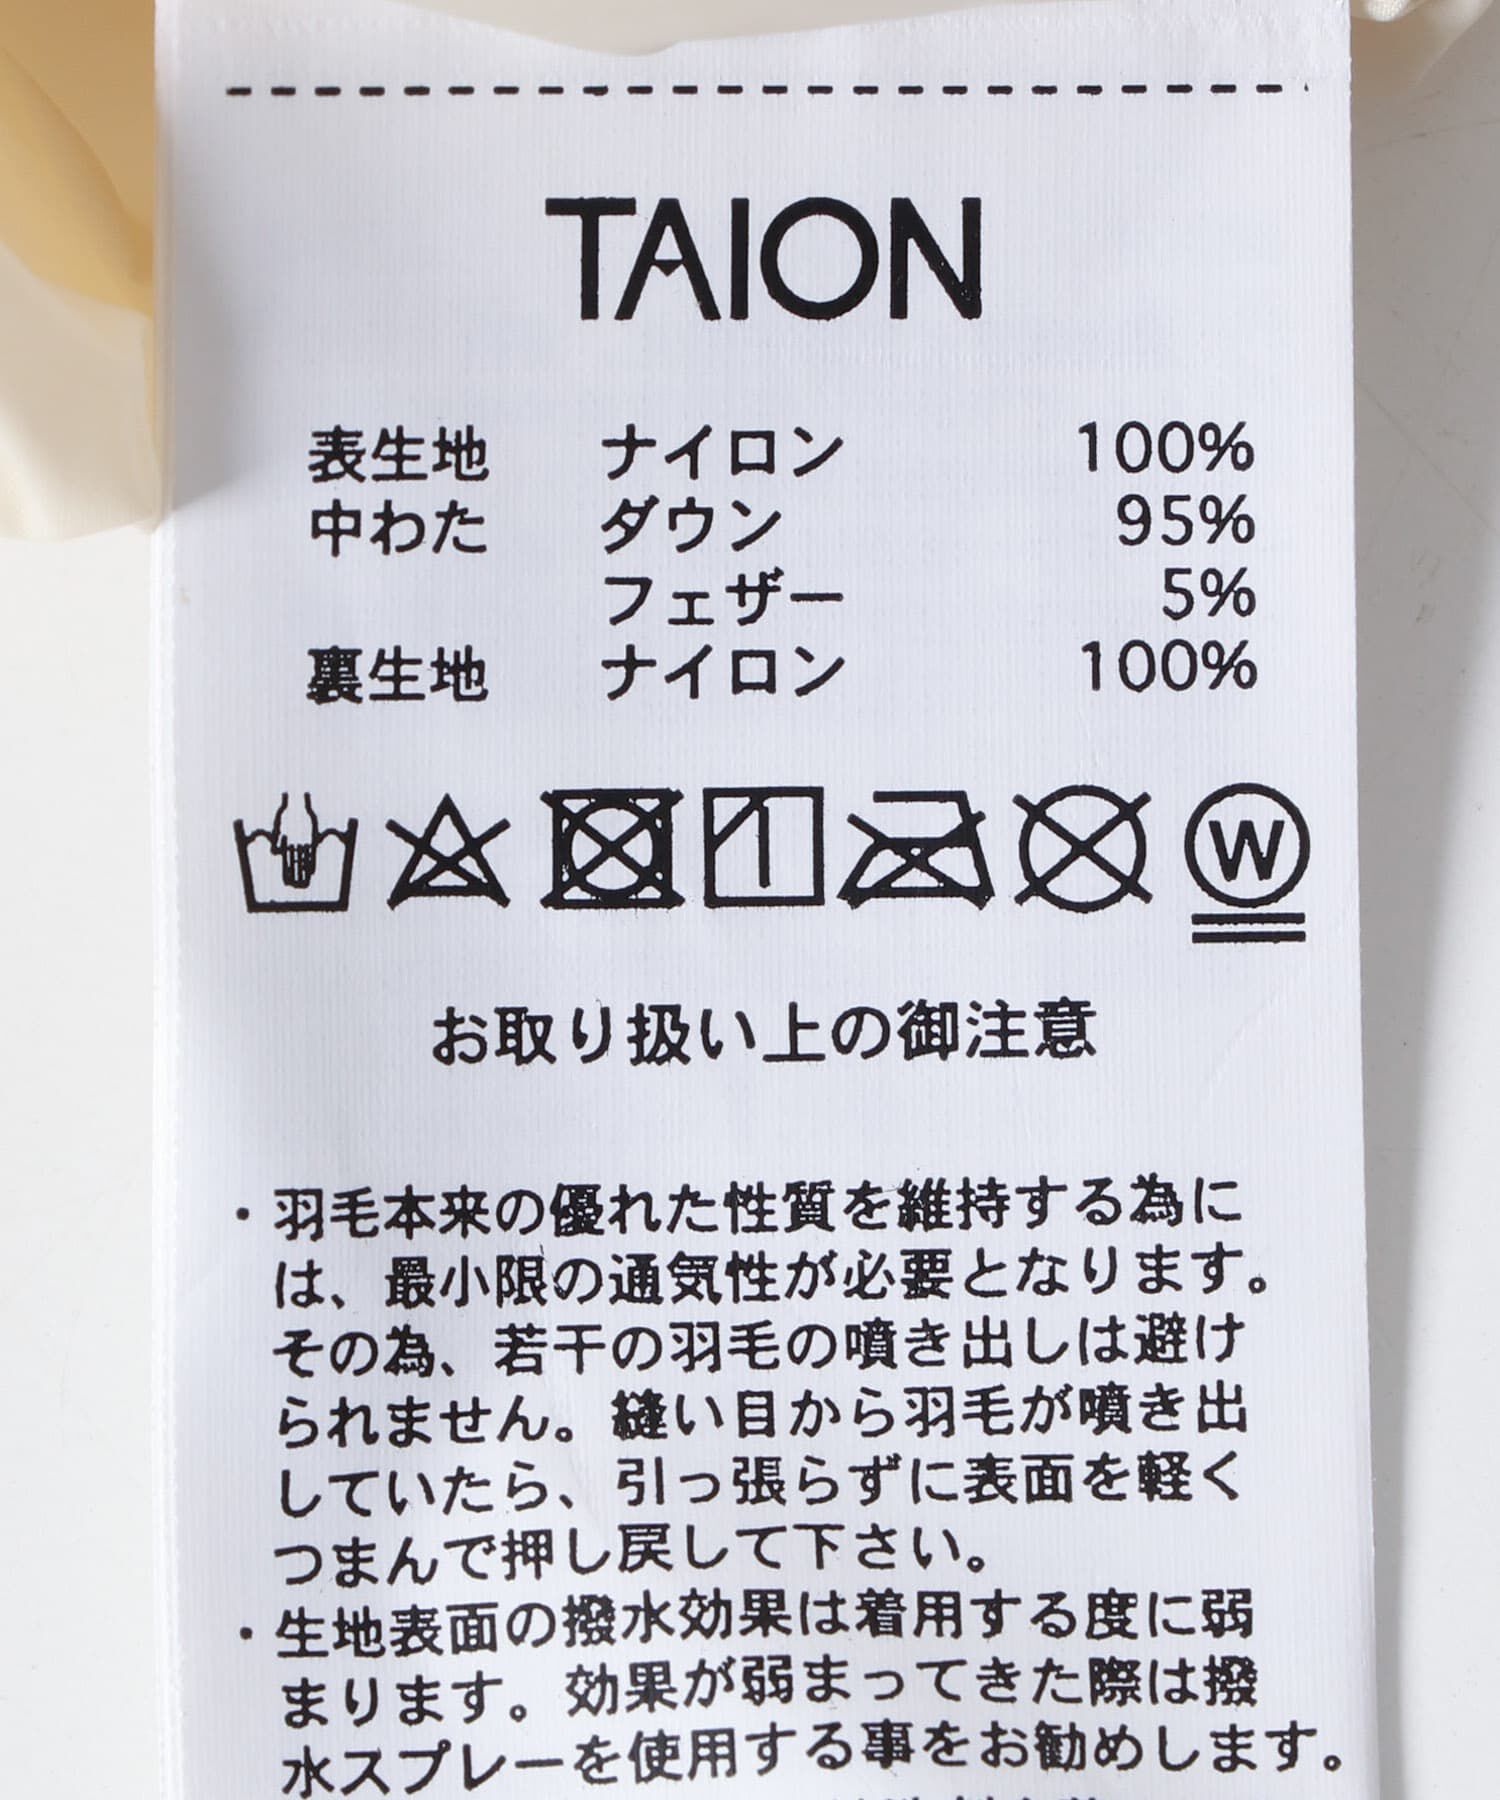 TAION
表生地 ナイロン 100%
中わた ダウン 95%
フェザー 5%
裏生地 ナイロン 100%
W
お取り扱い上の御注意
・羽毛本来の優れた性質を維持する為に
は、最小限の通気性が必要となります。
その為、若干の羽毛の噴き出しは避け
られません。縫い目から羽毛が噴き出
していたら、引っ張らずに表面を軽く
つまんで押し戻して下さい。
・生地表面の撥水効果は着用する度に弱
まります。効果が弱まってきた際は撥
水スプレーを使用する事をお勧めします。